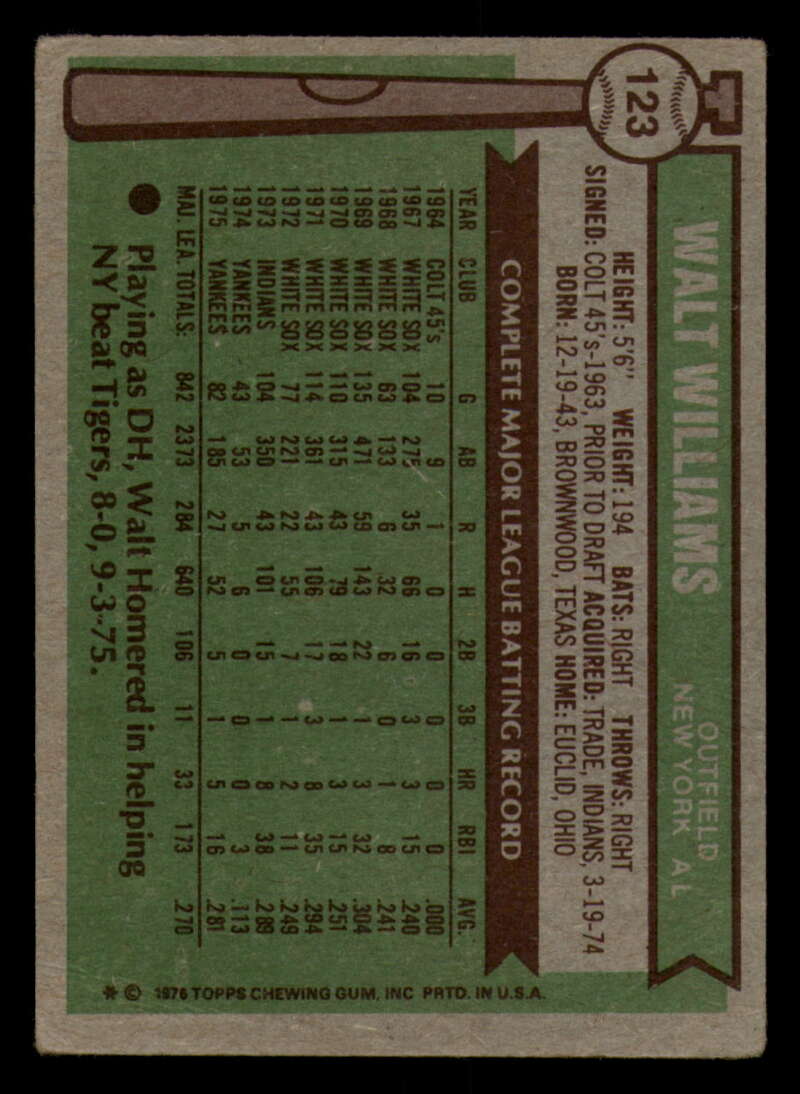 123
WALT WILLIAMS
OUTFIELD
NEW YORK AL
HEIGHT: 5'6" WEIGHT: 194 BATS: RIGHT THROWS: RIGHT
SIGNED: COLT 45's-1963, PRIOR TO DRAFT ACQUIRED: TRADE, INDIANS, 3-19-74
BORN: 12-19-43, BROWNWOOD, TEXAS HOME: EUCLID, OHIO
COMPLETE MAJOR LEAGUE BATTING RECORD
YEAR CLUB G AB R H 2B 3B HR RBI AVG.
1964 COLT 45's 10 9 1 0 0 0 0 0 .000
1967 WHITE SOX 104 275 35 66 16 3 3 15 .240
1968 WHITE SOX 63 133 6 32 6 0 1 8 .241
1969 WHITE SOX 135 471 59 143 22 1 3 32 .304
1970 WHITE SOX 110 315 43 79 18 1 3 15 .251
1971 WHITE SOX 114 361 43 106 17 3 8 35 .294
1972 WHITE SOX 77 221 22 55 7 1 2 11 .249
1973 INDIANS 104 350 43 101 15 1 8 38 .289
1974 YANKEES 43 53 5 6 0 0 0 3 .113
1975 YANKEES 82 185 27 52 5 1 5 16 .281
MAJ. LEA. TOTALS: 842 2373 284 640 106 11 33 173 .270
● Playing as DH, Walt Homered in helping
NY beat Tigers, 8-0, 9-3-75.
* © 1976 TOPPS CHEWING GUM, INC PRTD. IN U.S.A.